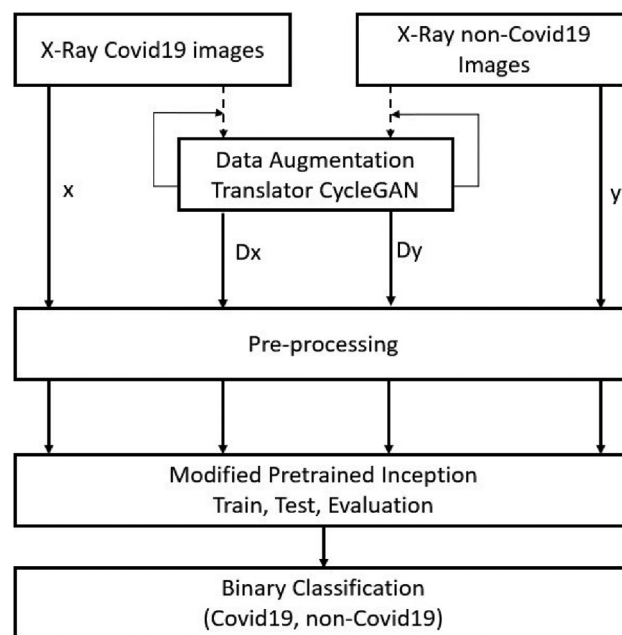 X-Ray Covid19 images
X-Ray non-Covid19
Images
Data Augmentation
Translator CycleGAN
x
y
Dx
Dy
Pre-processing
Modified Pretrained Inception
Train, Test, Evaluation
Binary Classification
(Covid19, non-Covid19)